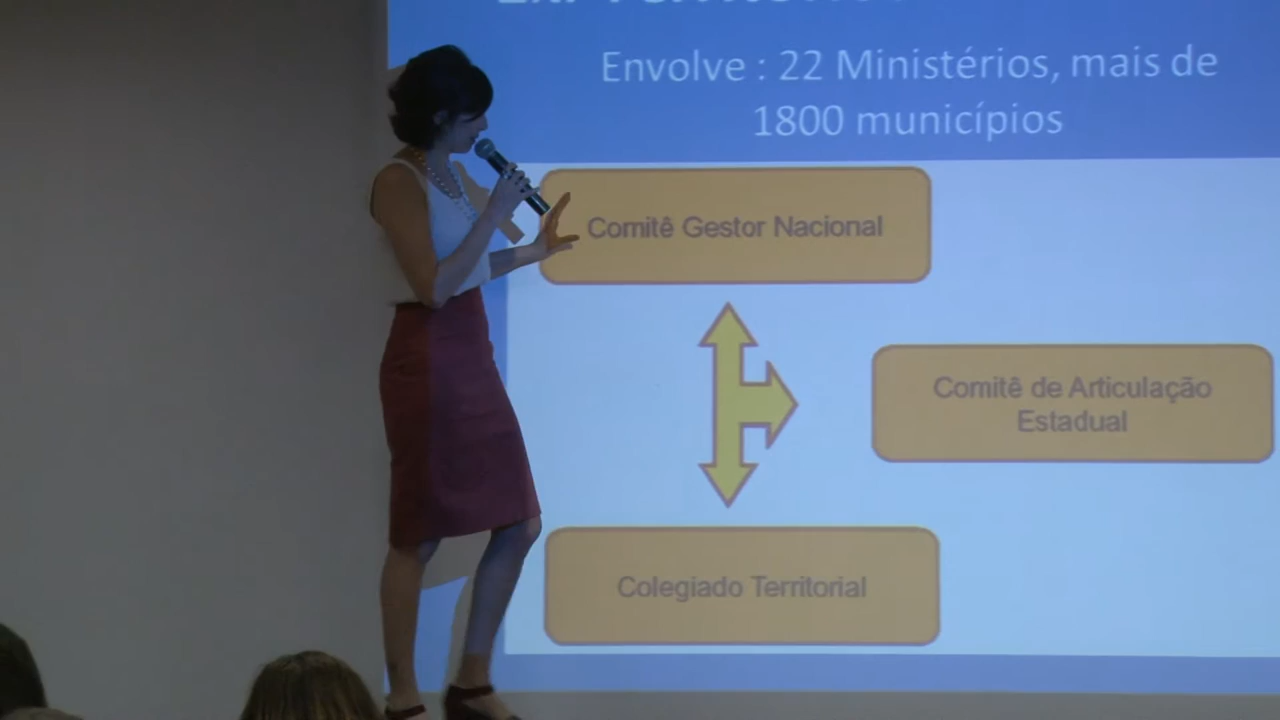 Envolve : 22 Ministérios, mais de
1800 municípios
Comitê Gestor Nacional
Comitê de Articulação
Estadual
Colegiado Territorial